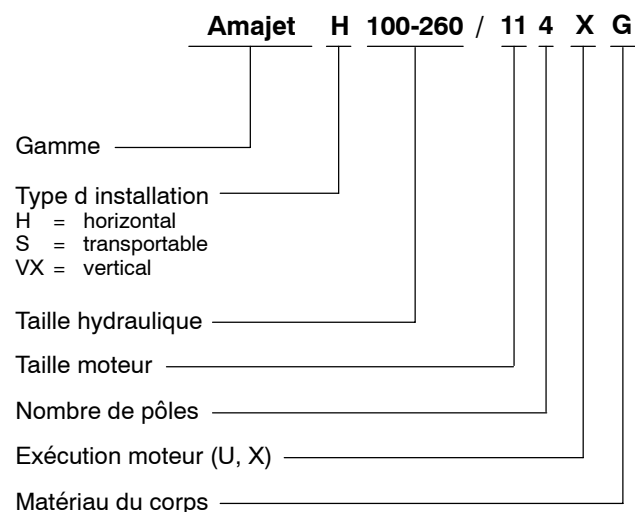 Amajet H 100-260 / 11 4 X G
Gamme
Type d installation
H = horizontal
S = transportable
VX = vertical
Taille hydraulique
Taille moteur
Nombre de pôles
Exécution moteur (U, X)
Matériau du corps